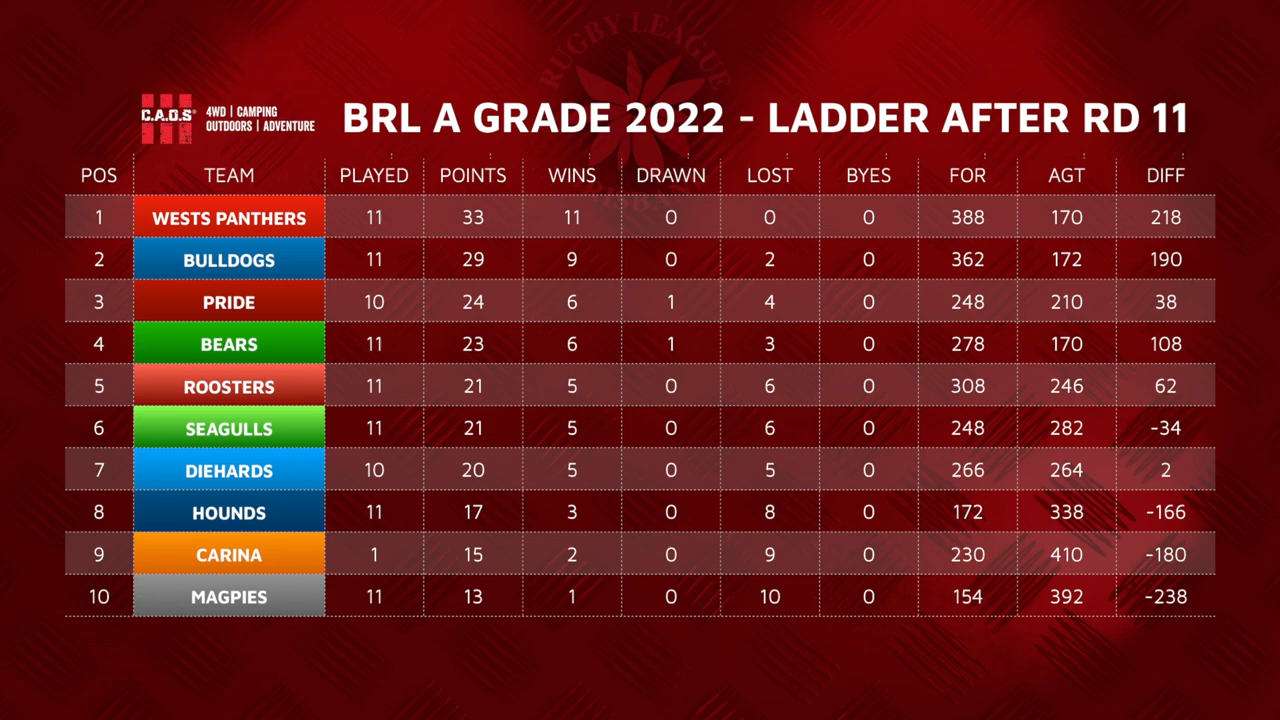 RUGBY LEAGUE
C.A.O.S®
4WD | CAMPING
OUTDOORS | ADVENTURE
BRL A GRADE 2022 - LADDER AFTER RD 11
POS TEAM PLAYED POINTS WINS DRAWN LOST BYES FOR AGT DIFF
1 WESTS PANTHERS 11 33 11 0 0 0 388 170 218
2 BULLDOGS 11 29 9 0 2 0 362 172 190
3 PRIDE 10 24 6 1 4 0 248 210 38
4 BEARS 11 23 6 1 3 0 278 170 108
5 ROOSTERS 11 21 5 0 6 0 308 246 62
6 SEAGULLS 11 21 5 0 6 0 248 282 -34
7 DIEHARDS 10 20 5 0 5 0 266 264 2
8 HOUNDS 11 17 3 0 8 0 172 338 -166
9 CARINA 1 15 2 0 9 0 230 410 -180
10 MAGPIES 11 13 1 0 10 0 154 392 -238